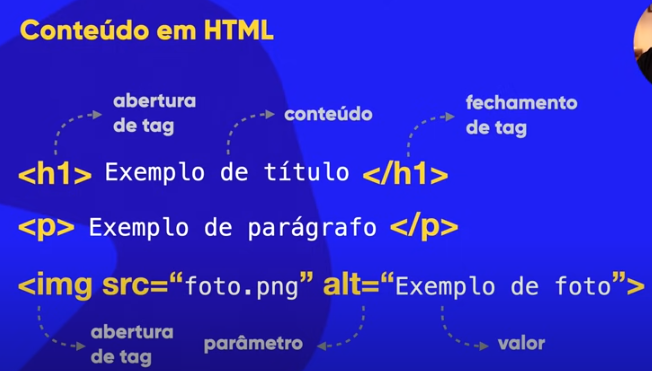 Conteúdo em HTML
abertura
de tag
conteúdo
fechamento
de tag
<h1> Exemplo de título </h1>
<p> Exemplo de parágrafo </p>
<img src=“foto.png” alt=“Exemplo de foto”>
abertura
de tag
parâmetro
valor